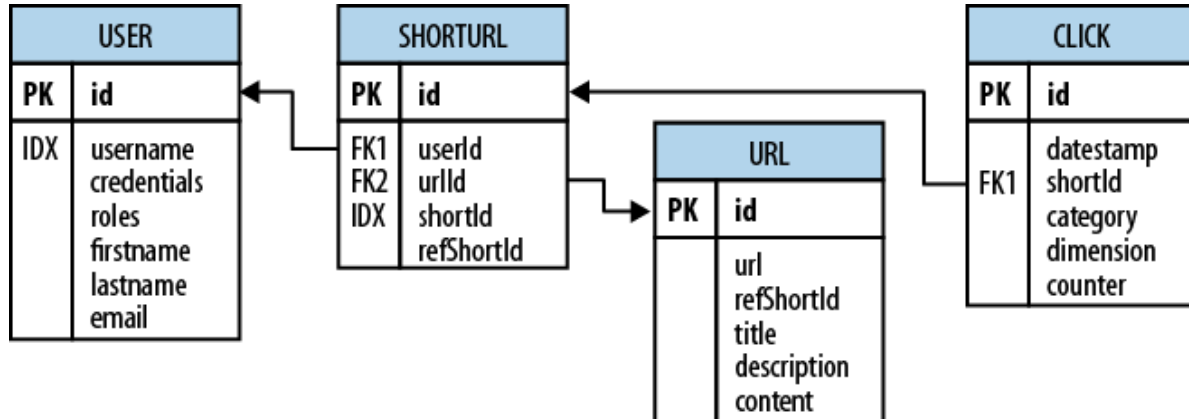 USER
PK id
IDX username
credentials
roles
firstname
lastname
email
SHORTURL
PK id
FK1 userId
FK2 urlId
IDX shortId
refShortId
URL
PK id
url
refShortId
title
description
content
CLICK
PK id
datestamp
FK1 shortId
category
dimension
counter